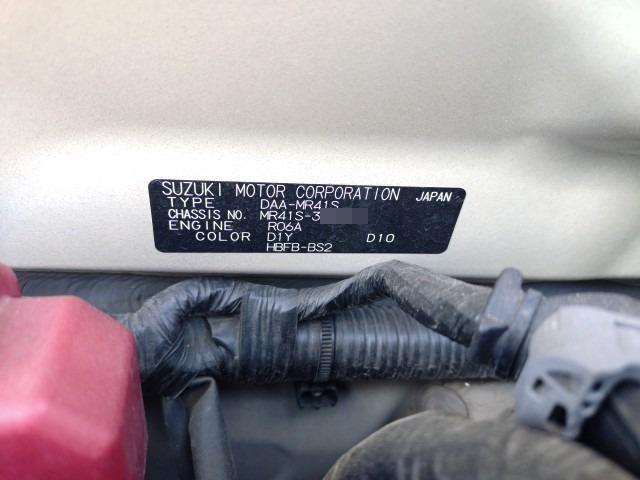 SUZUKI MOTOR CORPORATION JAPAN
TYPE DAA-MR41S
CHASSIS NO. MR41S-3
ENGINE R06A
COLOR D1Y D10
HBFB-BS2